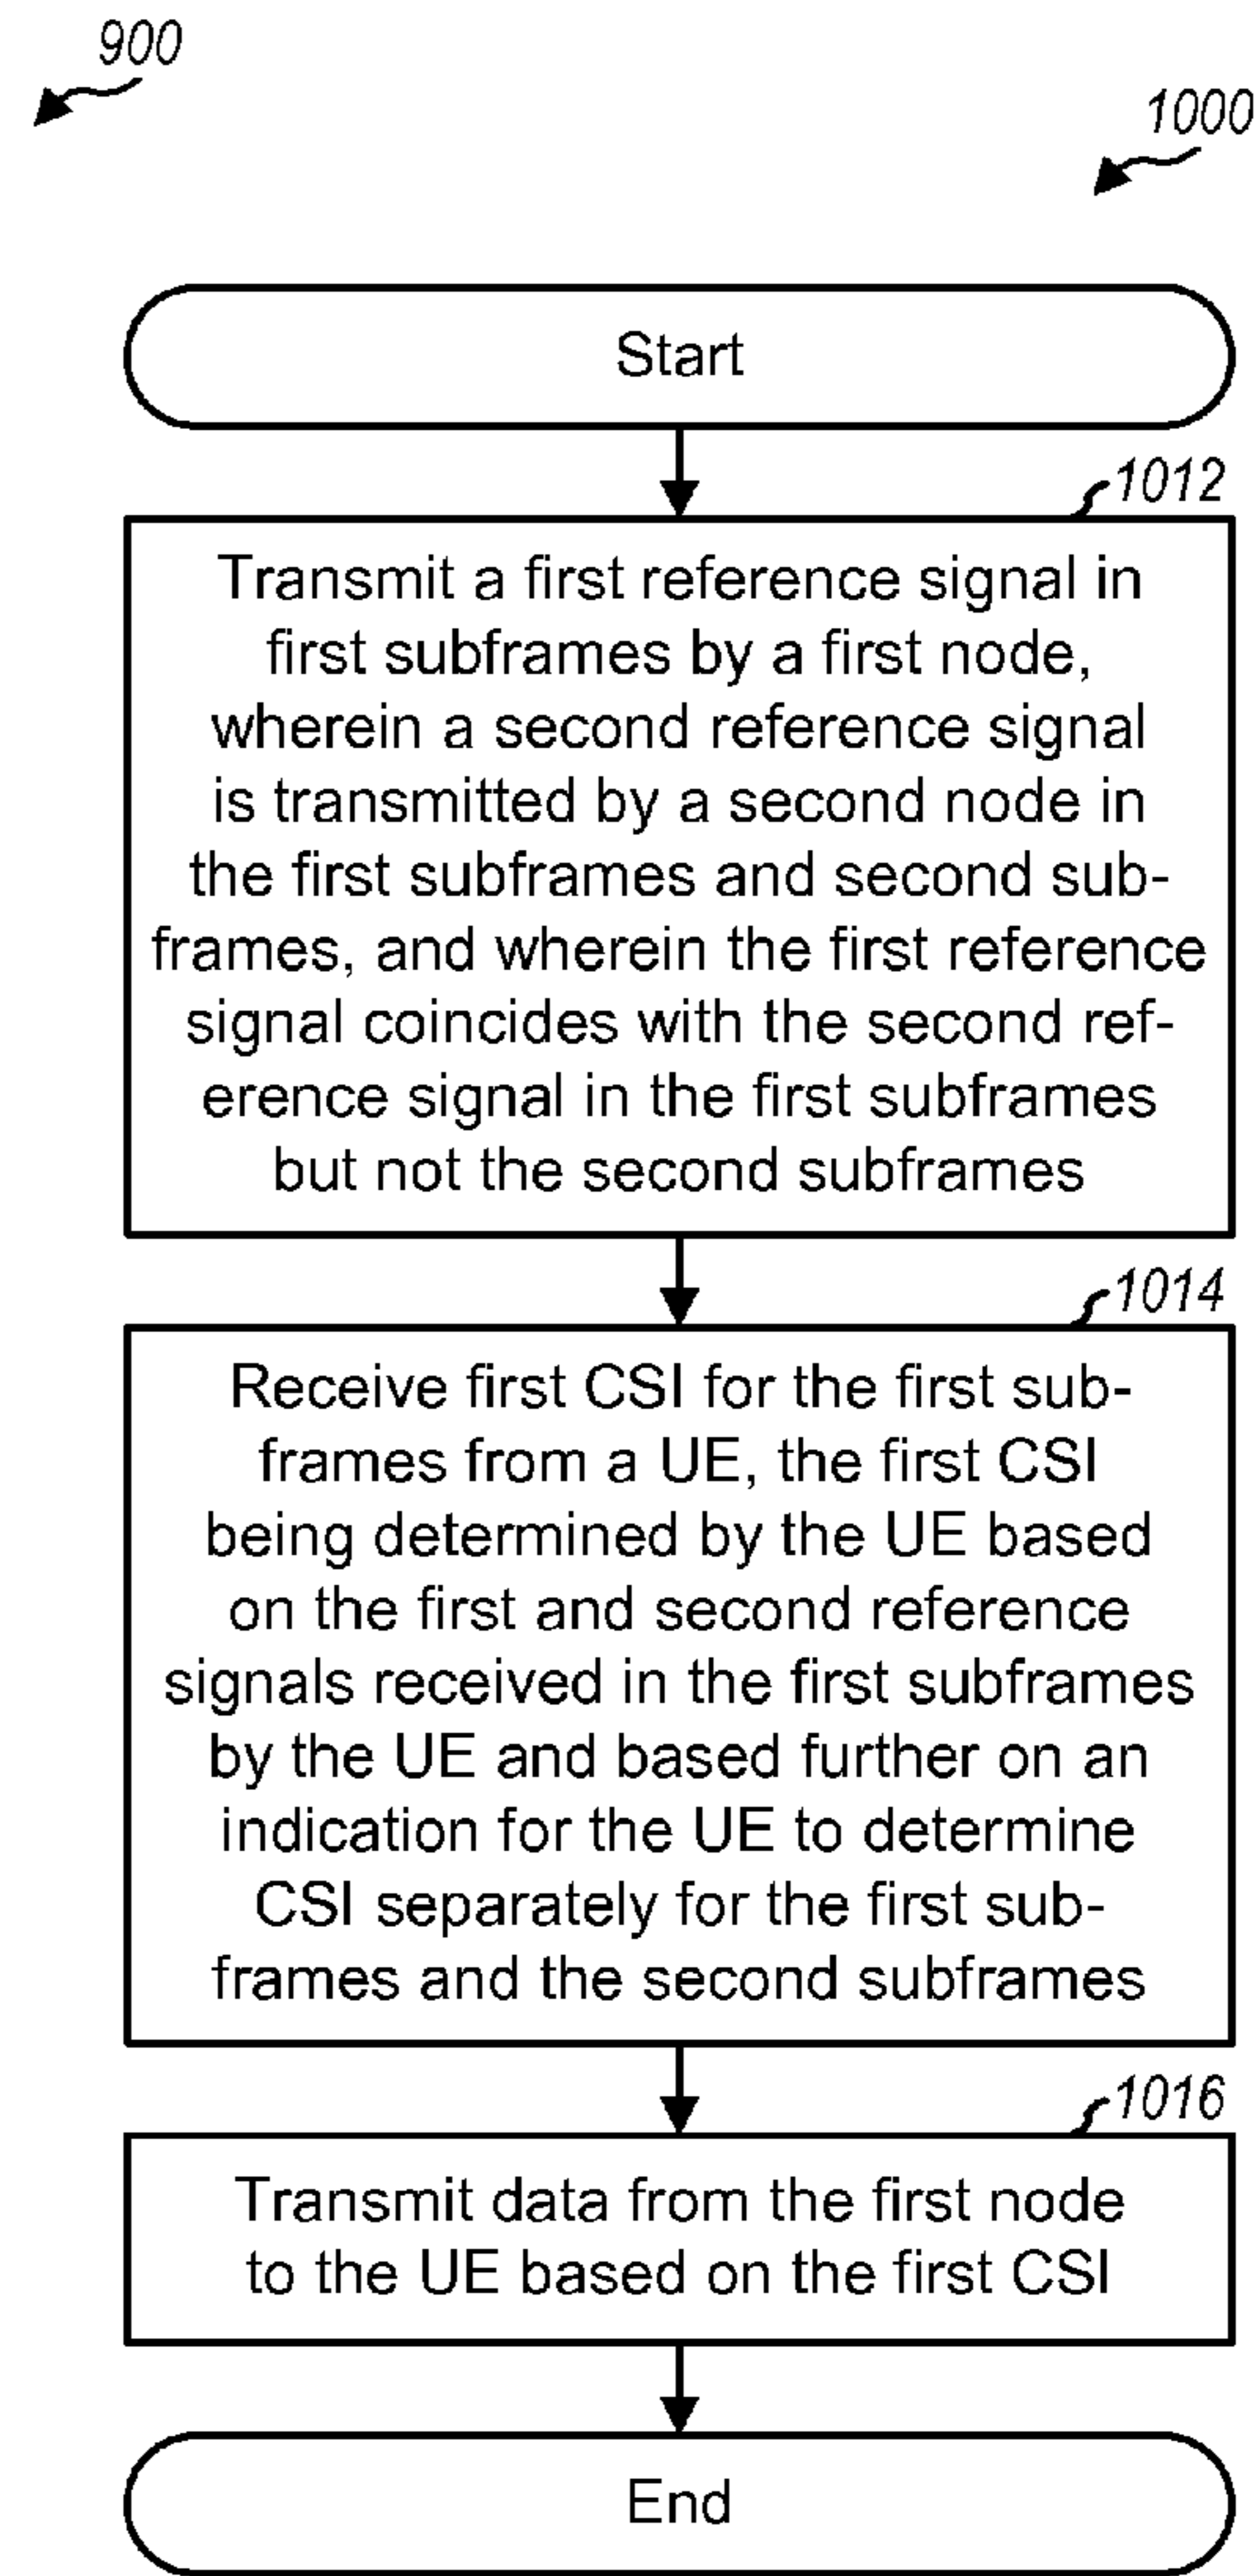 900
1000
Start
1012
Transmit a first reference signal in
first subframes by a first node,
wherein a second reference signal
is transmitted by a second node in
the first subframes and second sub-
frames, and wherein the first reference
signal coincides with the second ref-
erence signal in the first subframes
but not the second subframes
1014
Receive first CSI for the first sub-
frames from a UE, the first CSI
being determined by the UE based
on the first and second reference
signals received in the first subframes
by the UE and based further on an
indication for the UE to determine
CSI separately for the first sub-
frames and the second subframes
1016
Transmit data from the first node
to the UE based on the first CSI
End